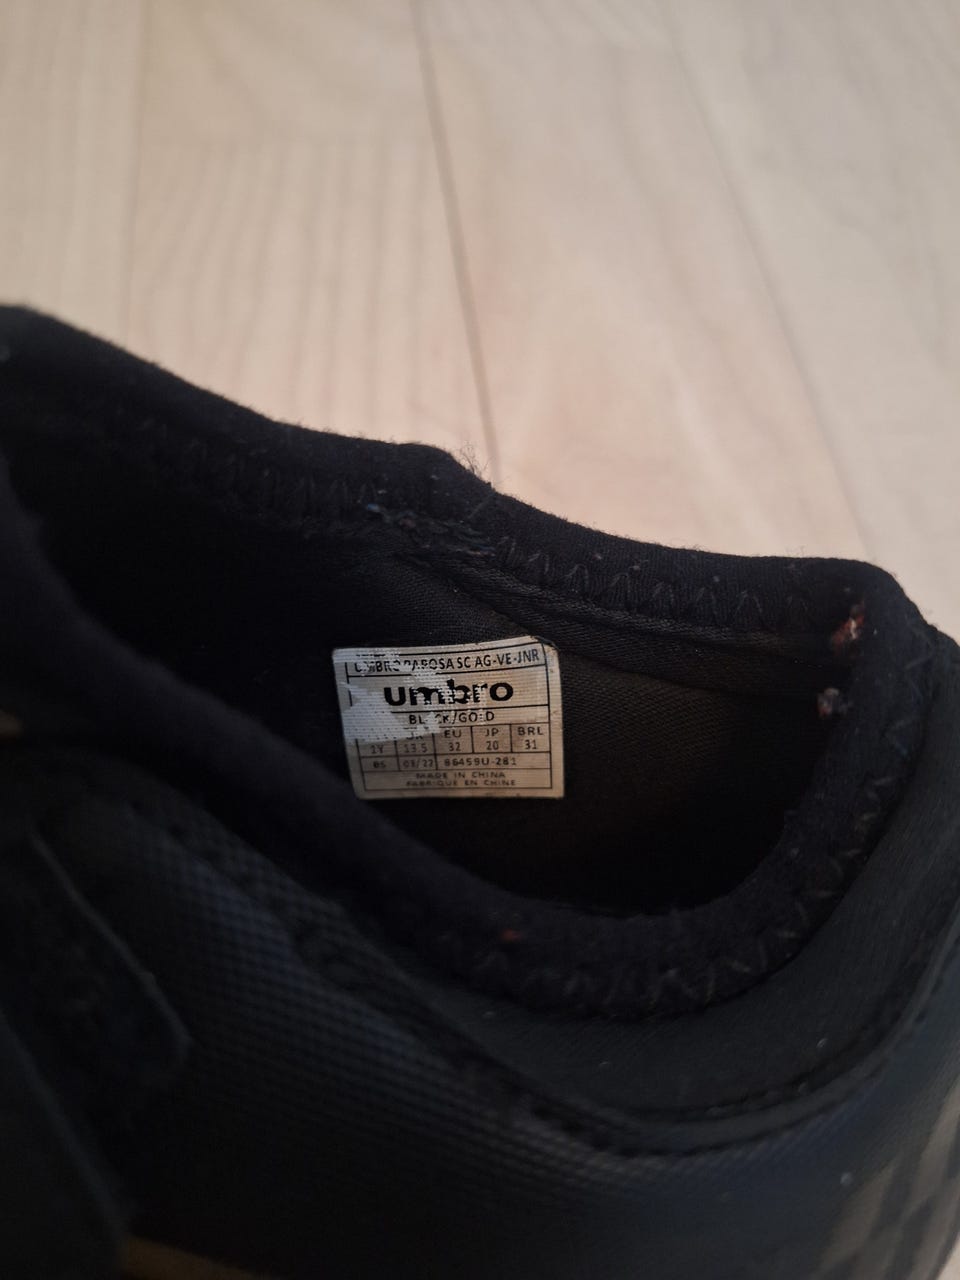 SC AG-VE-JNR
umbro
/GOLD
EU JP BRL
1Y 13.5 32 20 31
03/22 86459U-281
MADE IN CHINA
FABRIQUE EN CHINE